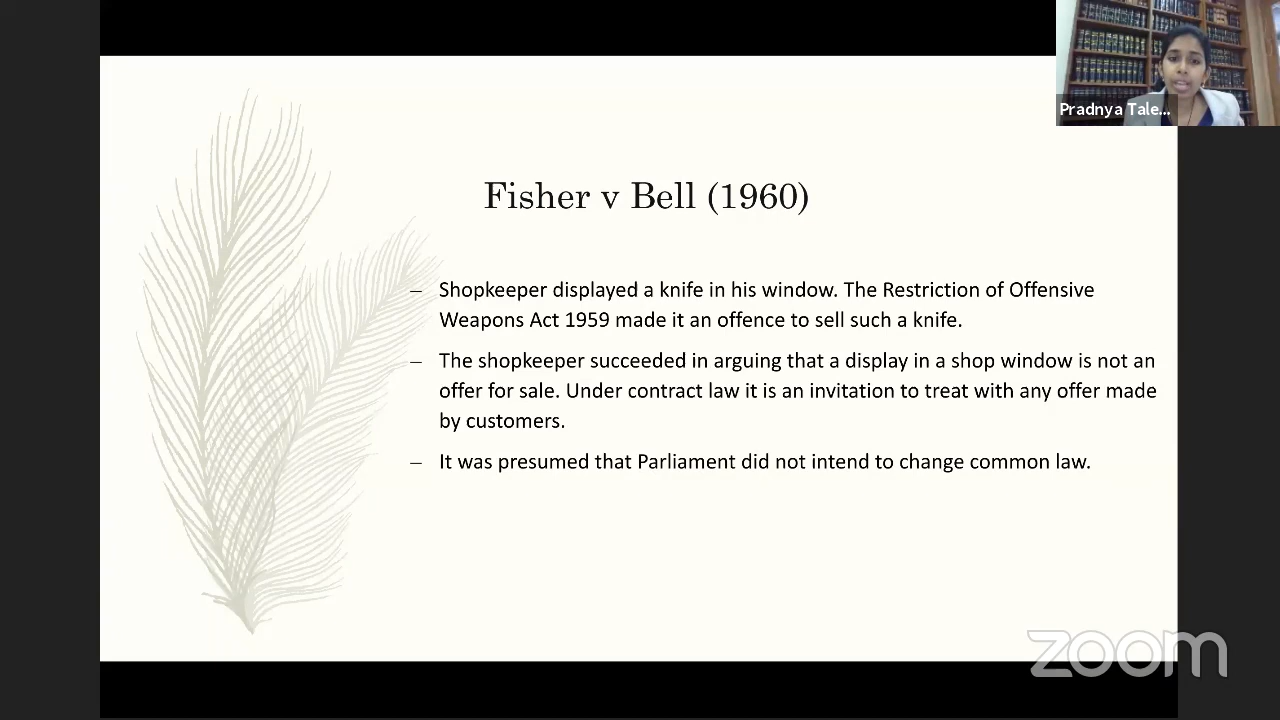 Pradnya Tale...
Fisher v Bell (1960)
– Shopkeeper displayed a knife in his window. The Restriction of Offensive
Weapons Act 1959 made it an offence to sell such a knife.
– The shopkeeper succeeded in arguing that a display in a shop window is not an
offer for sale. Under contract law it is an invitation to treat with any offer made
by customers.
– It was presumed that Parliament did not intend to change common law.
zoom